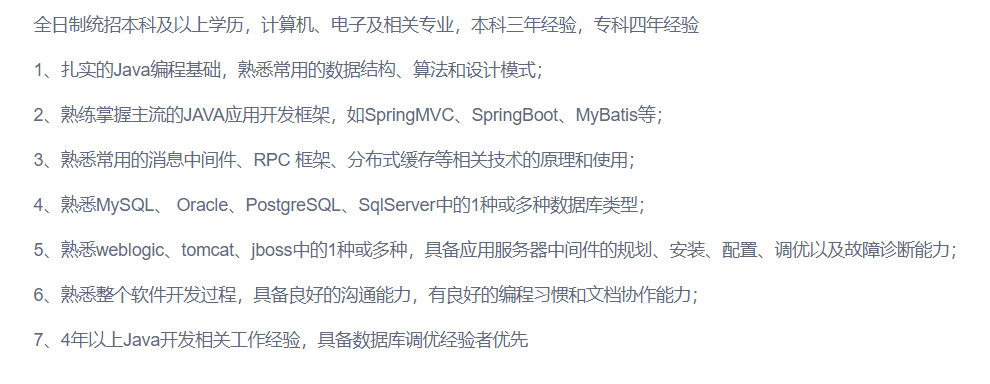 全日制统招本科及以上学历，计算机、电子及相关专业，本科三年经验，专科四年经验
1、扎实的Java编程基础，熟悉常用的数据结构、算法和设计模式；
2、熟练掌握主流的JAVA应用开发框架，如SpringMVC、SpringBoot、MyBatis等；
3、熟悉常用的消息中间件、RPC 框架、分布式缓存等相关技术的原理和使用；
4、熟悉MySQL、 Oracle、PostgreSQL、SqlServer中的1种或多种数据库类型；
5、熟悉weblogic、tomcat、jboss中的1种或多种，具备应用服务器中间件的规划、安装、配置、调优以及故障诊断能力；
6、熟悉整个软件开发过程，具备良好的沟通能力，有良好的编程习惯和文档协作能力；
7、4年以上Java开发相关工作经验，具备数据库调优经验者优先